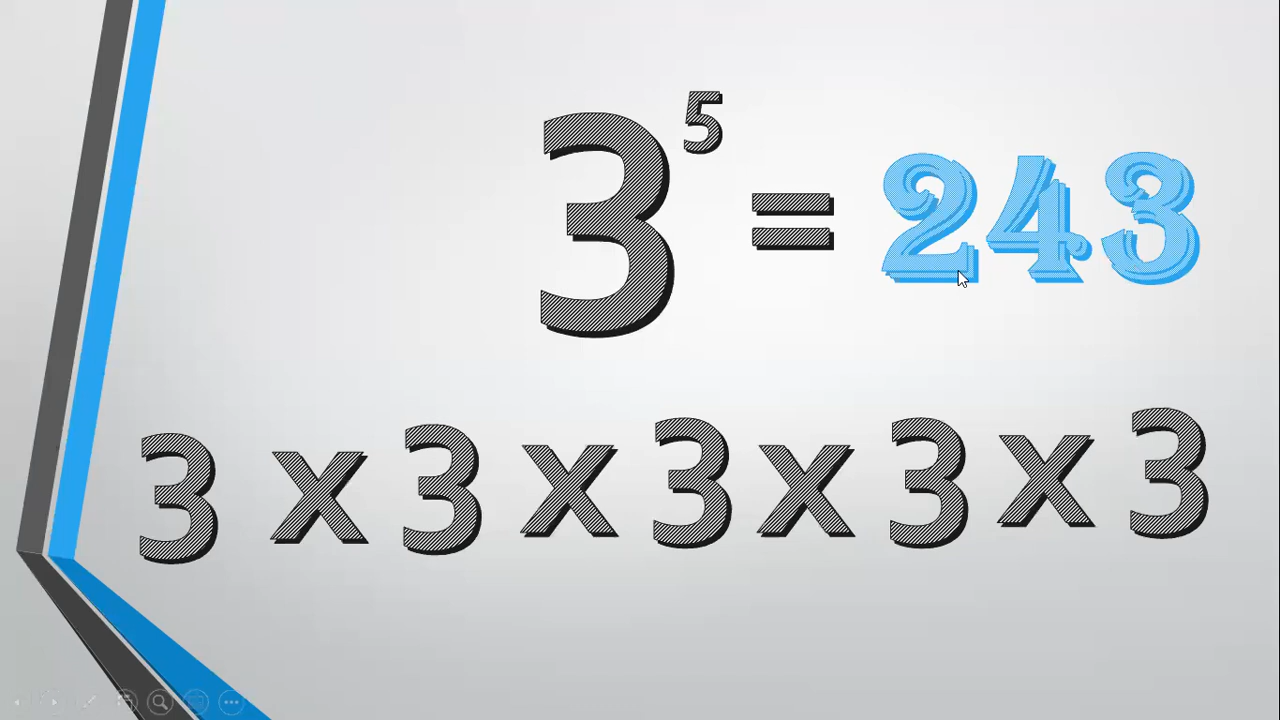 3⁵ = 243
3 x 3 x 3 x 3 x 3